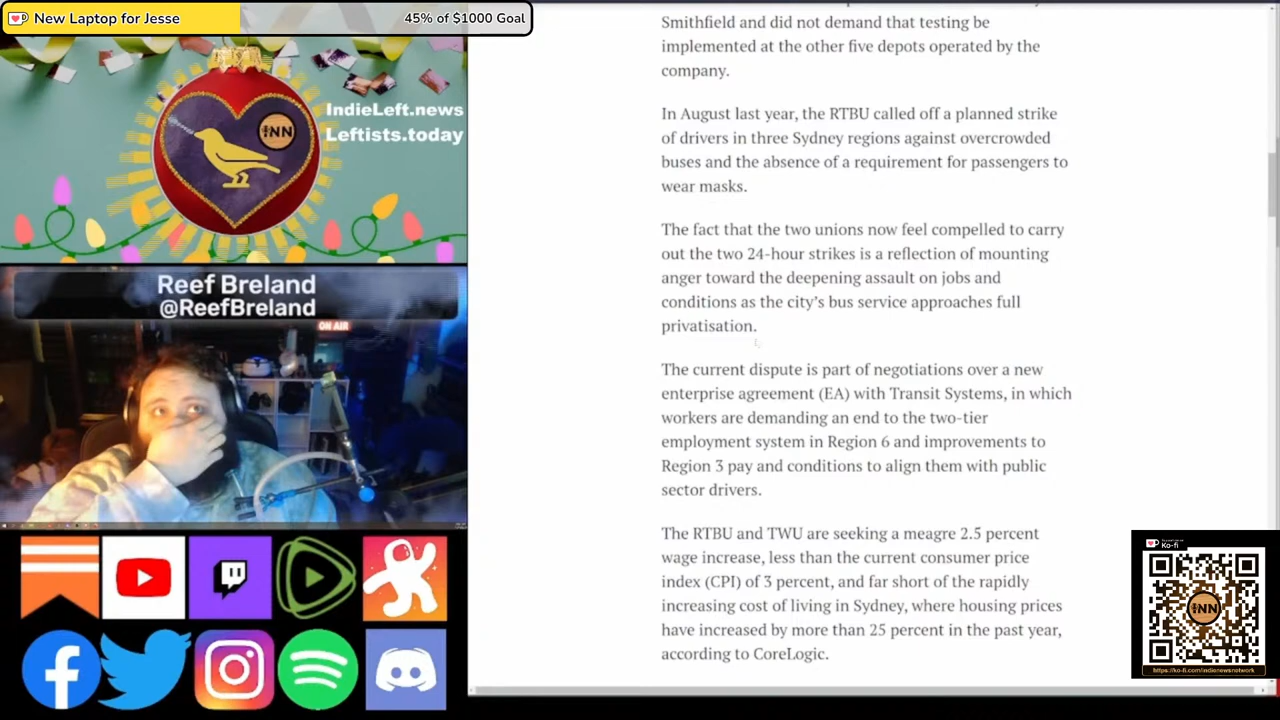 New Laptop for Jesse
45% of $1000 Goal
IndieLeft.news
Leftists.today
INN
Reef Breland
@ReefBreland
ON AIR
Smithfield and did not demand that testing be
implemented at the other five depots operated by the
company.
In August last year, the RTBU called off a planned strike
of drivers in three Sydney regions against overcrowded
buses and the absence of a requirement for passengers to
wear masks.
The fact that the two unions now feel compelled to carry
out the two 24-hour strikes is a reflection of mounting
anger toward the deepening assault on jobs and
conditions as the city’s bus service approaches full
privatisation.
The current dispute is part of negotiations over a new
enterprise agreement (EA) with Transit Systems, in which
workers are demanding an end to the two-tier
employment system in Region 6 and improvements to
Region 3 pay and conditions to align them with public
sector drivers.
The RTBU and TWU are seeking a meagre 2.5 percent
wage increase, less than the current consumer price
index (CPI) of 3 percent, and far short of the rapidly
increasing cost of living in Sydney, where housing prices
have increased by more than 25 percent in the past year,
according to CoreLogic.
Ko-fi
INN
https://ko-fi.com/indienewsnetwork